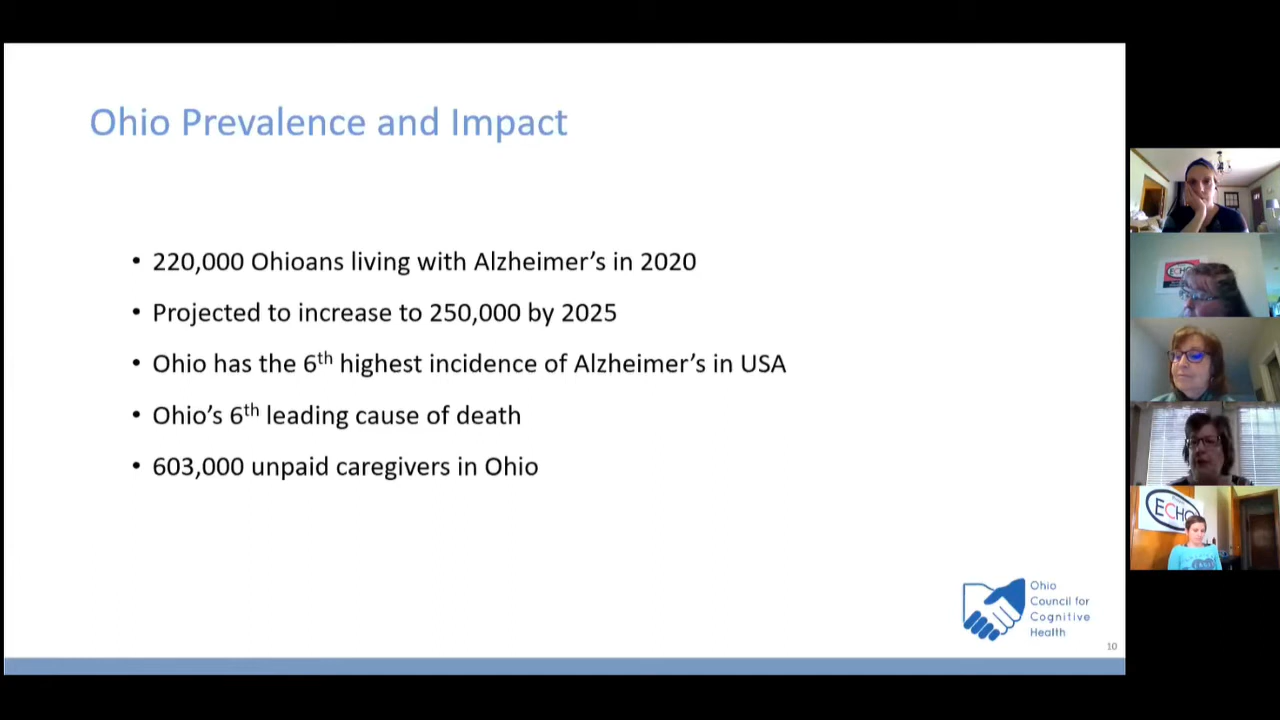 Ohio Prevalence and Impact
• 220,000 Ohioans living with Alzheimer’s in 2020
• Projected to increase to 250,000 by 2025
• Ohio has the 6th highest incidence of Alzheimer’s in USA
• Ohio’s 6th leading cause of death
• 603,000 unpaid caregivers in Ohio
Ohio
Council for
Cognitive
Health
10
ECHO
ECHO